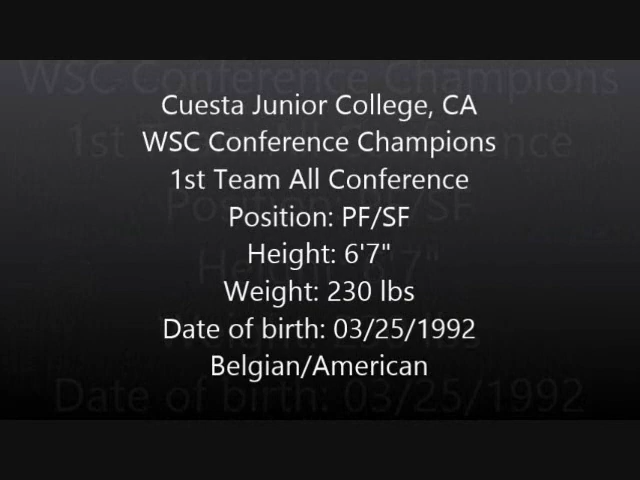 Cuesta Junior College, CA
WSC Conference Champions
1st Team All Conference
Position: PF/SF
Height: 6'7"
Weight: 230 lbs
Date of birth: 03/25/1992
Belgian/American